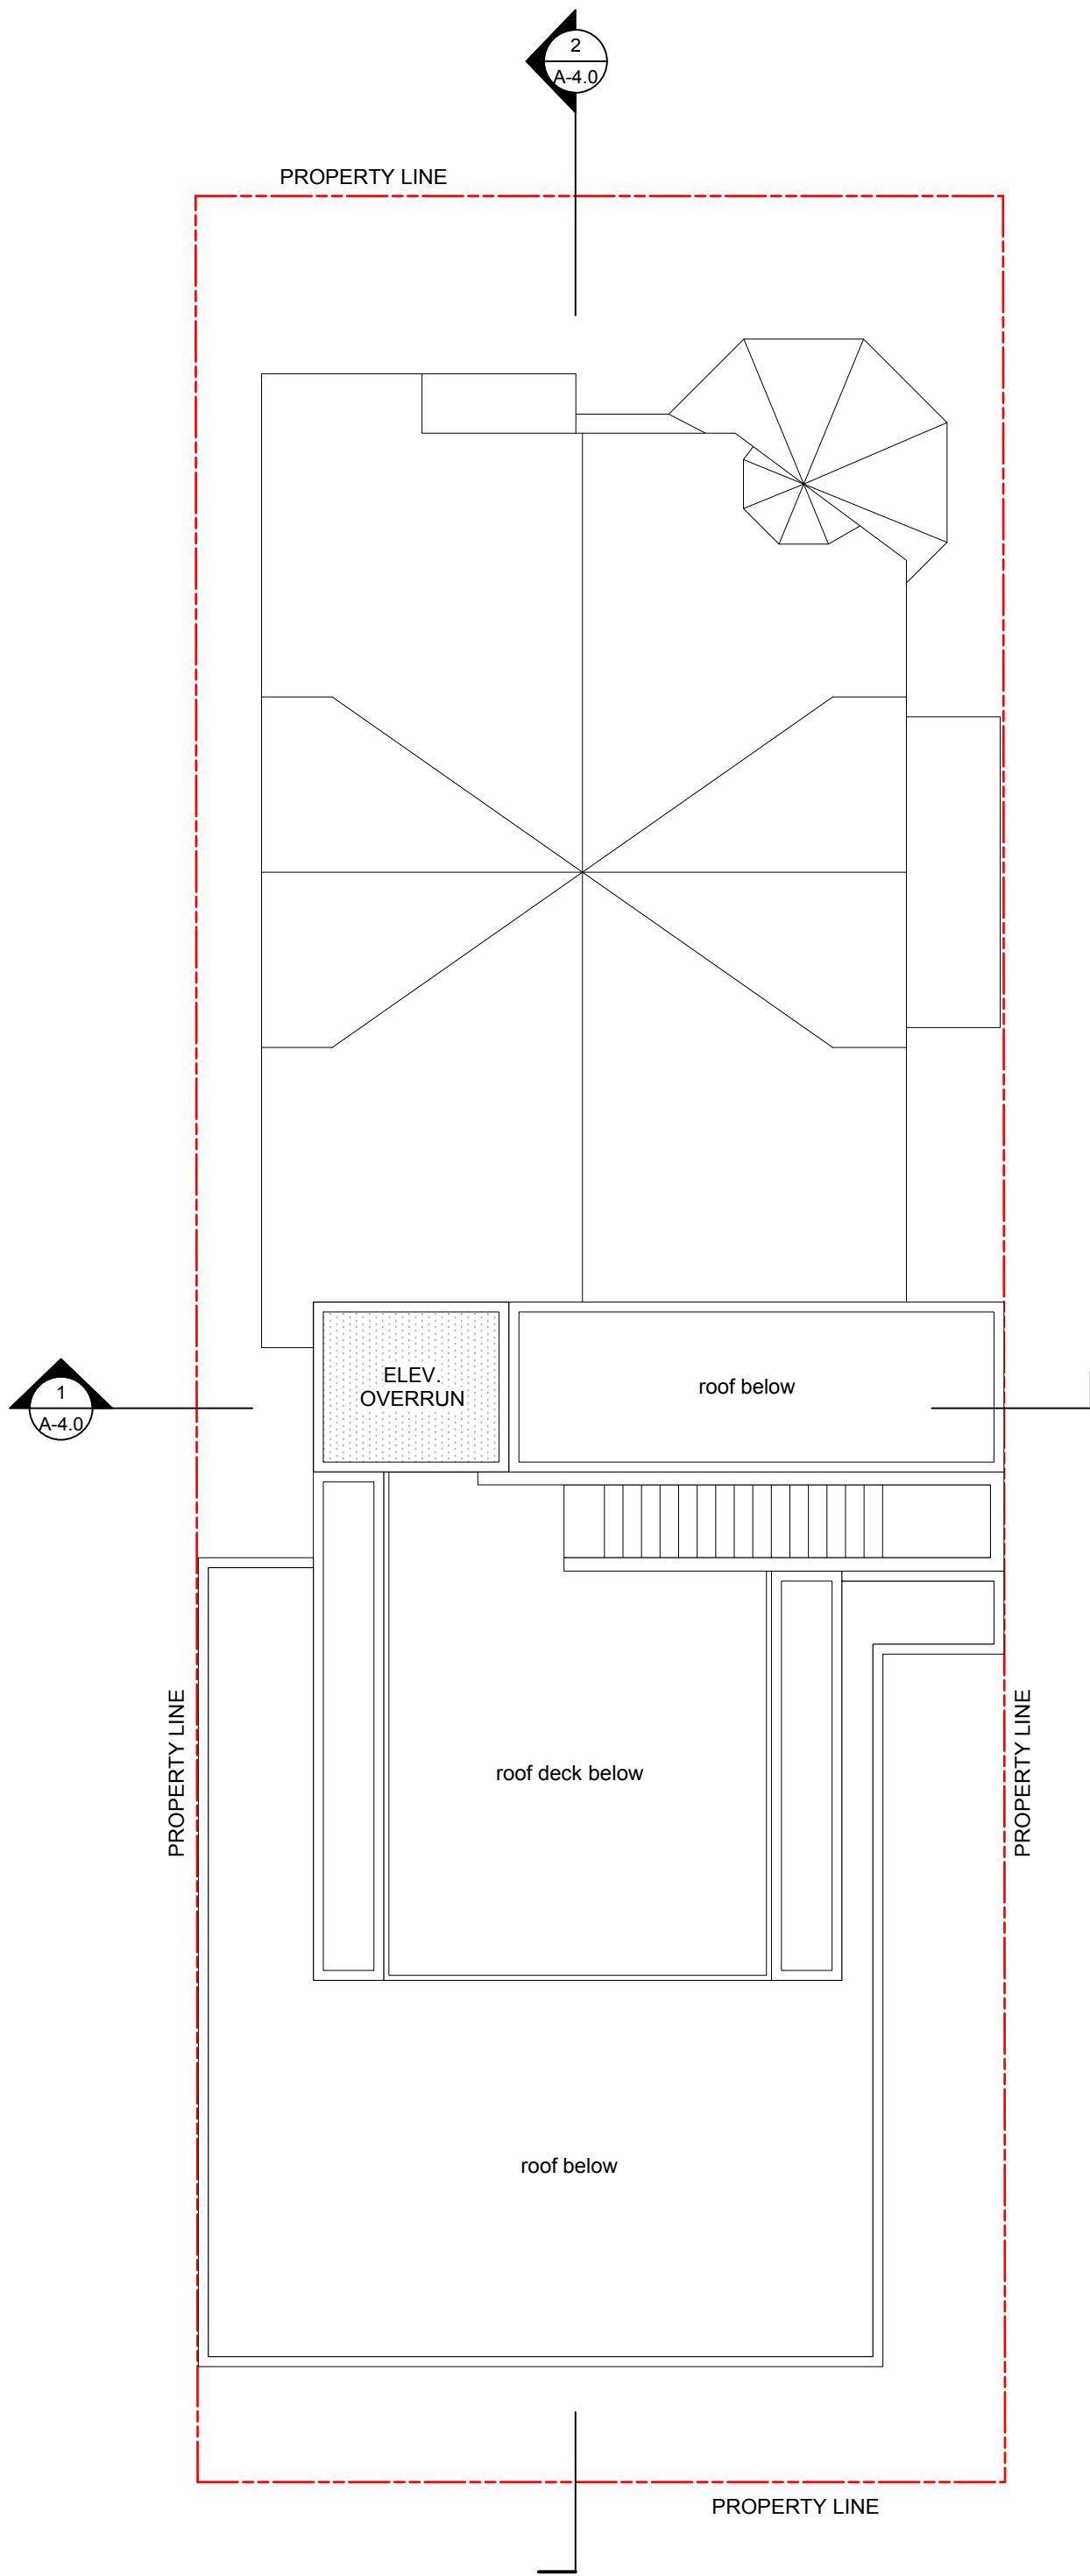 2
A-4.0
PROPERTY LINE
ELEV.
OVERRUN
roof below
1
A-4.0
PROPERTY LINE
PROPERTY LINE
roof deck below
roof below
PROPERTY LINE